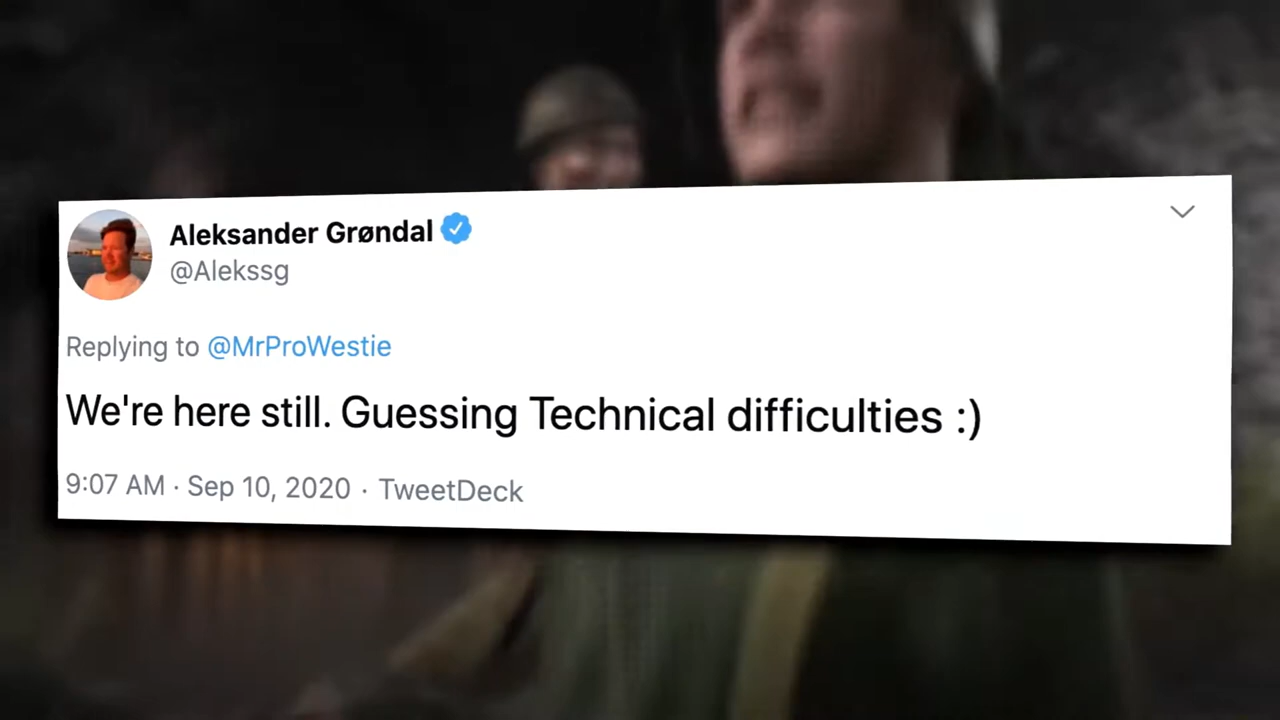 Aleksander Grøndal
@Alekssg
Replying to @MrProWestie
We're here still. Guessing Technical difficulties :)
9:07 AM · Sep 10, 2020 · TweetDeck